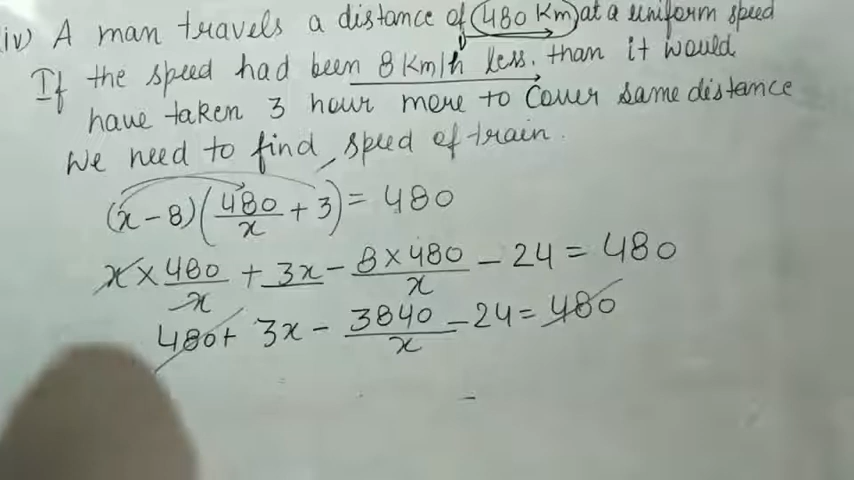 iv) A man travels a distance of 480 Km at a uniform speed
If the speed had been 8 Km/h less. than it would
have taken 3 hour more to Cover same distance
We need to find speed of train.
(x - 8)(480/x + 3) = 480
x × 480/x + 3x - 8 × 480/x - 24 = 480
480 + 3x - 3840/x - 24 = 480